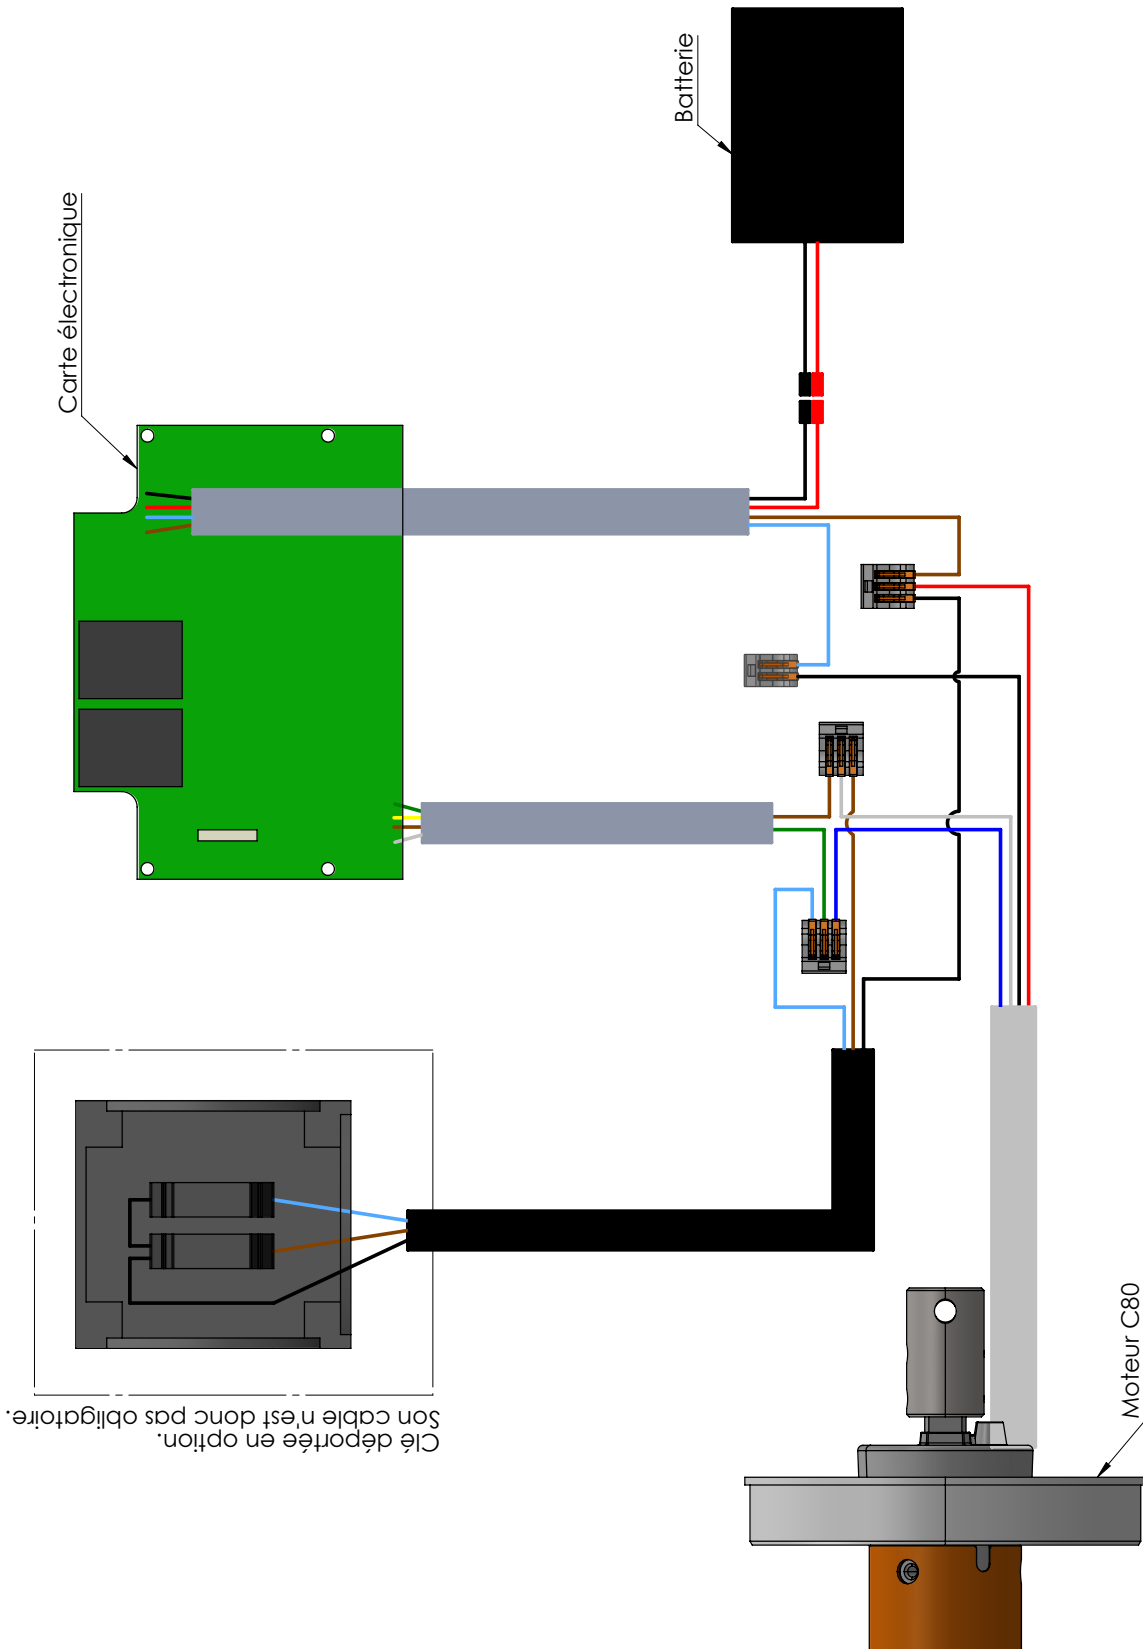 Batterie
Carte électronique
Clé déportée en option.
Son cable n'est donc pas obligatoire.
Moteur C80